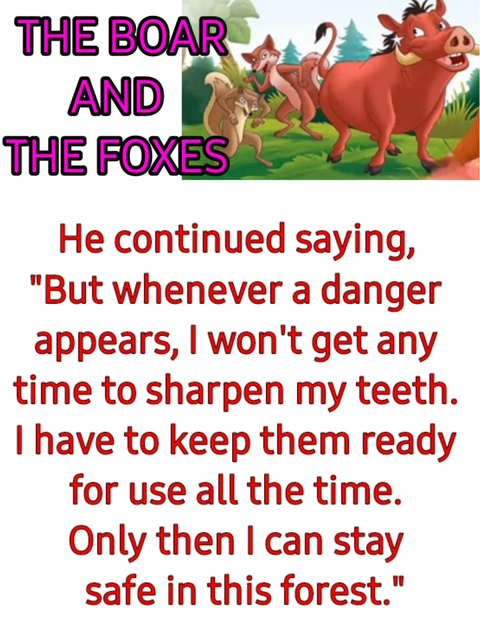 THE BOAR
AND
THE FOXES
He continued saying,
"But whenever a danger
appears, I won't get any
time to sharpen my teeth.
I have to keep them ready
for use all the time.
Only then I can stay
safe in this forest."